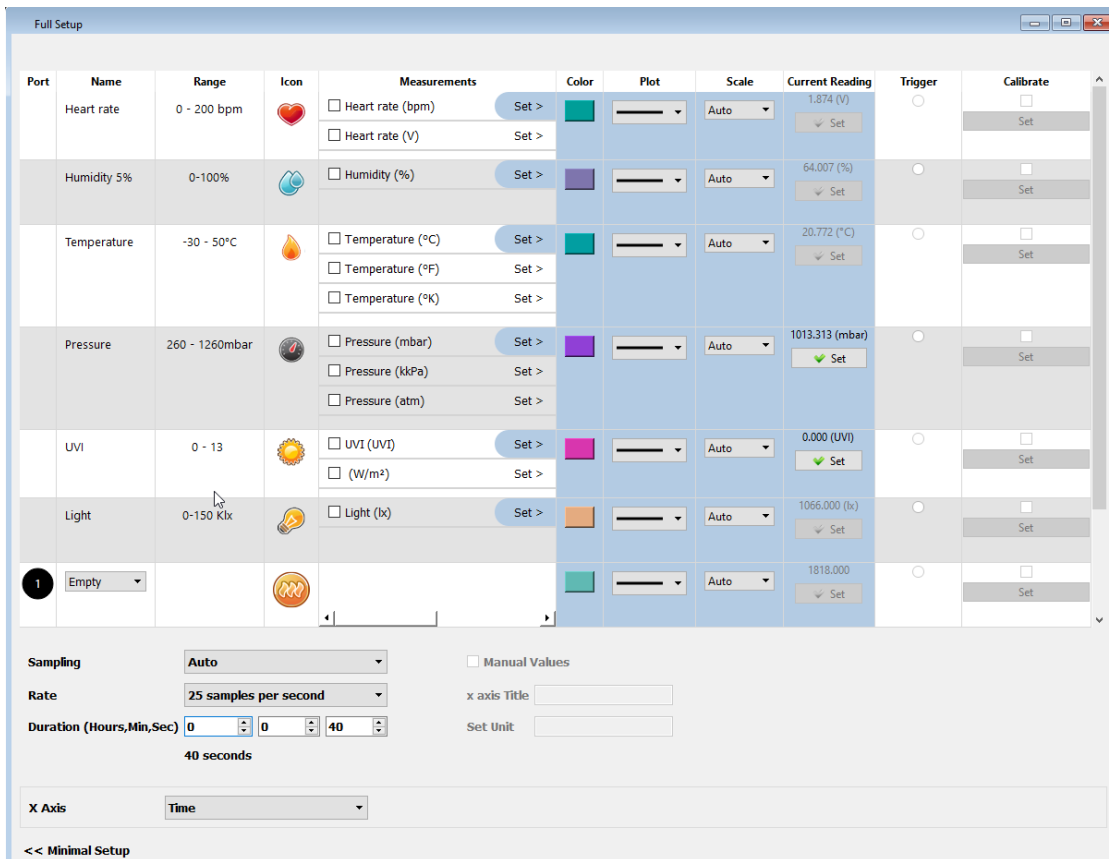 Full Setup
Port Name Range Icon Measurements Color Plot Scale Current Reading Trigger Calibrate
Heart rate 0 - 200 bpm Heart rate (bpm) Set > Auto 1.874 (V) Set Set
Heart rate (V) Set >
Humidity 5% 0-100% Humidity (%) Set > Auto 64.007 (%) Set Set
Temperature -30 - 50°C Temperature (ºC) Set > Auto 20.772 (°C) Set Set
Temperature (ºF) Set >
Temperature (ºK) Set >
Pressure 260 - 1260mbar Pressure (mbar) Set > Auto 1013.313 (mbar) Set Set
Pressure (kkPa) Set >
Pressure (atm) Set >
UVI 0 - 13 UVI (UVI) Set > Auto 0.000 (UVI) Set Set
(W/m²) Set >
Light 0-150 Klx Light (lx) Set > Auto 1066.000 (lx) Set Set
1 Empty Auto 1818.000 Set Set
Sampling Auto Manual Values
Rate 25 samples per second x axis Title
Duration (Hours,Min,Sec) 0 0 40 Set Unit
40 seconds
X Axis Time
<< Minimal Setup